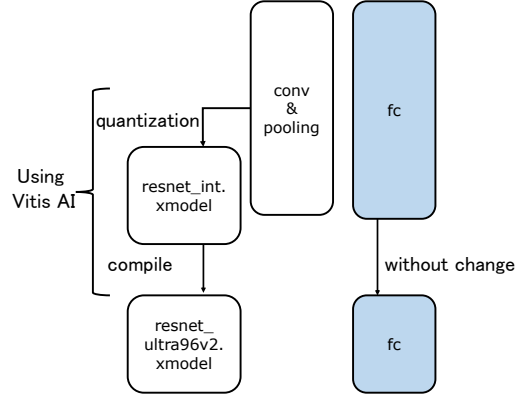 conv
&
pooling
fc
quantization
Using
Vitis AI
resnet_int.
xmodel
compile
without change
resnet_
ultra96v2.
xmodel
fc